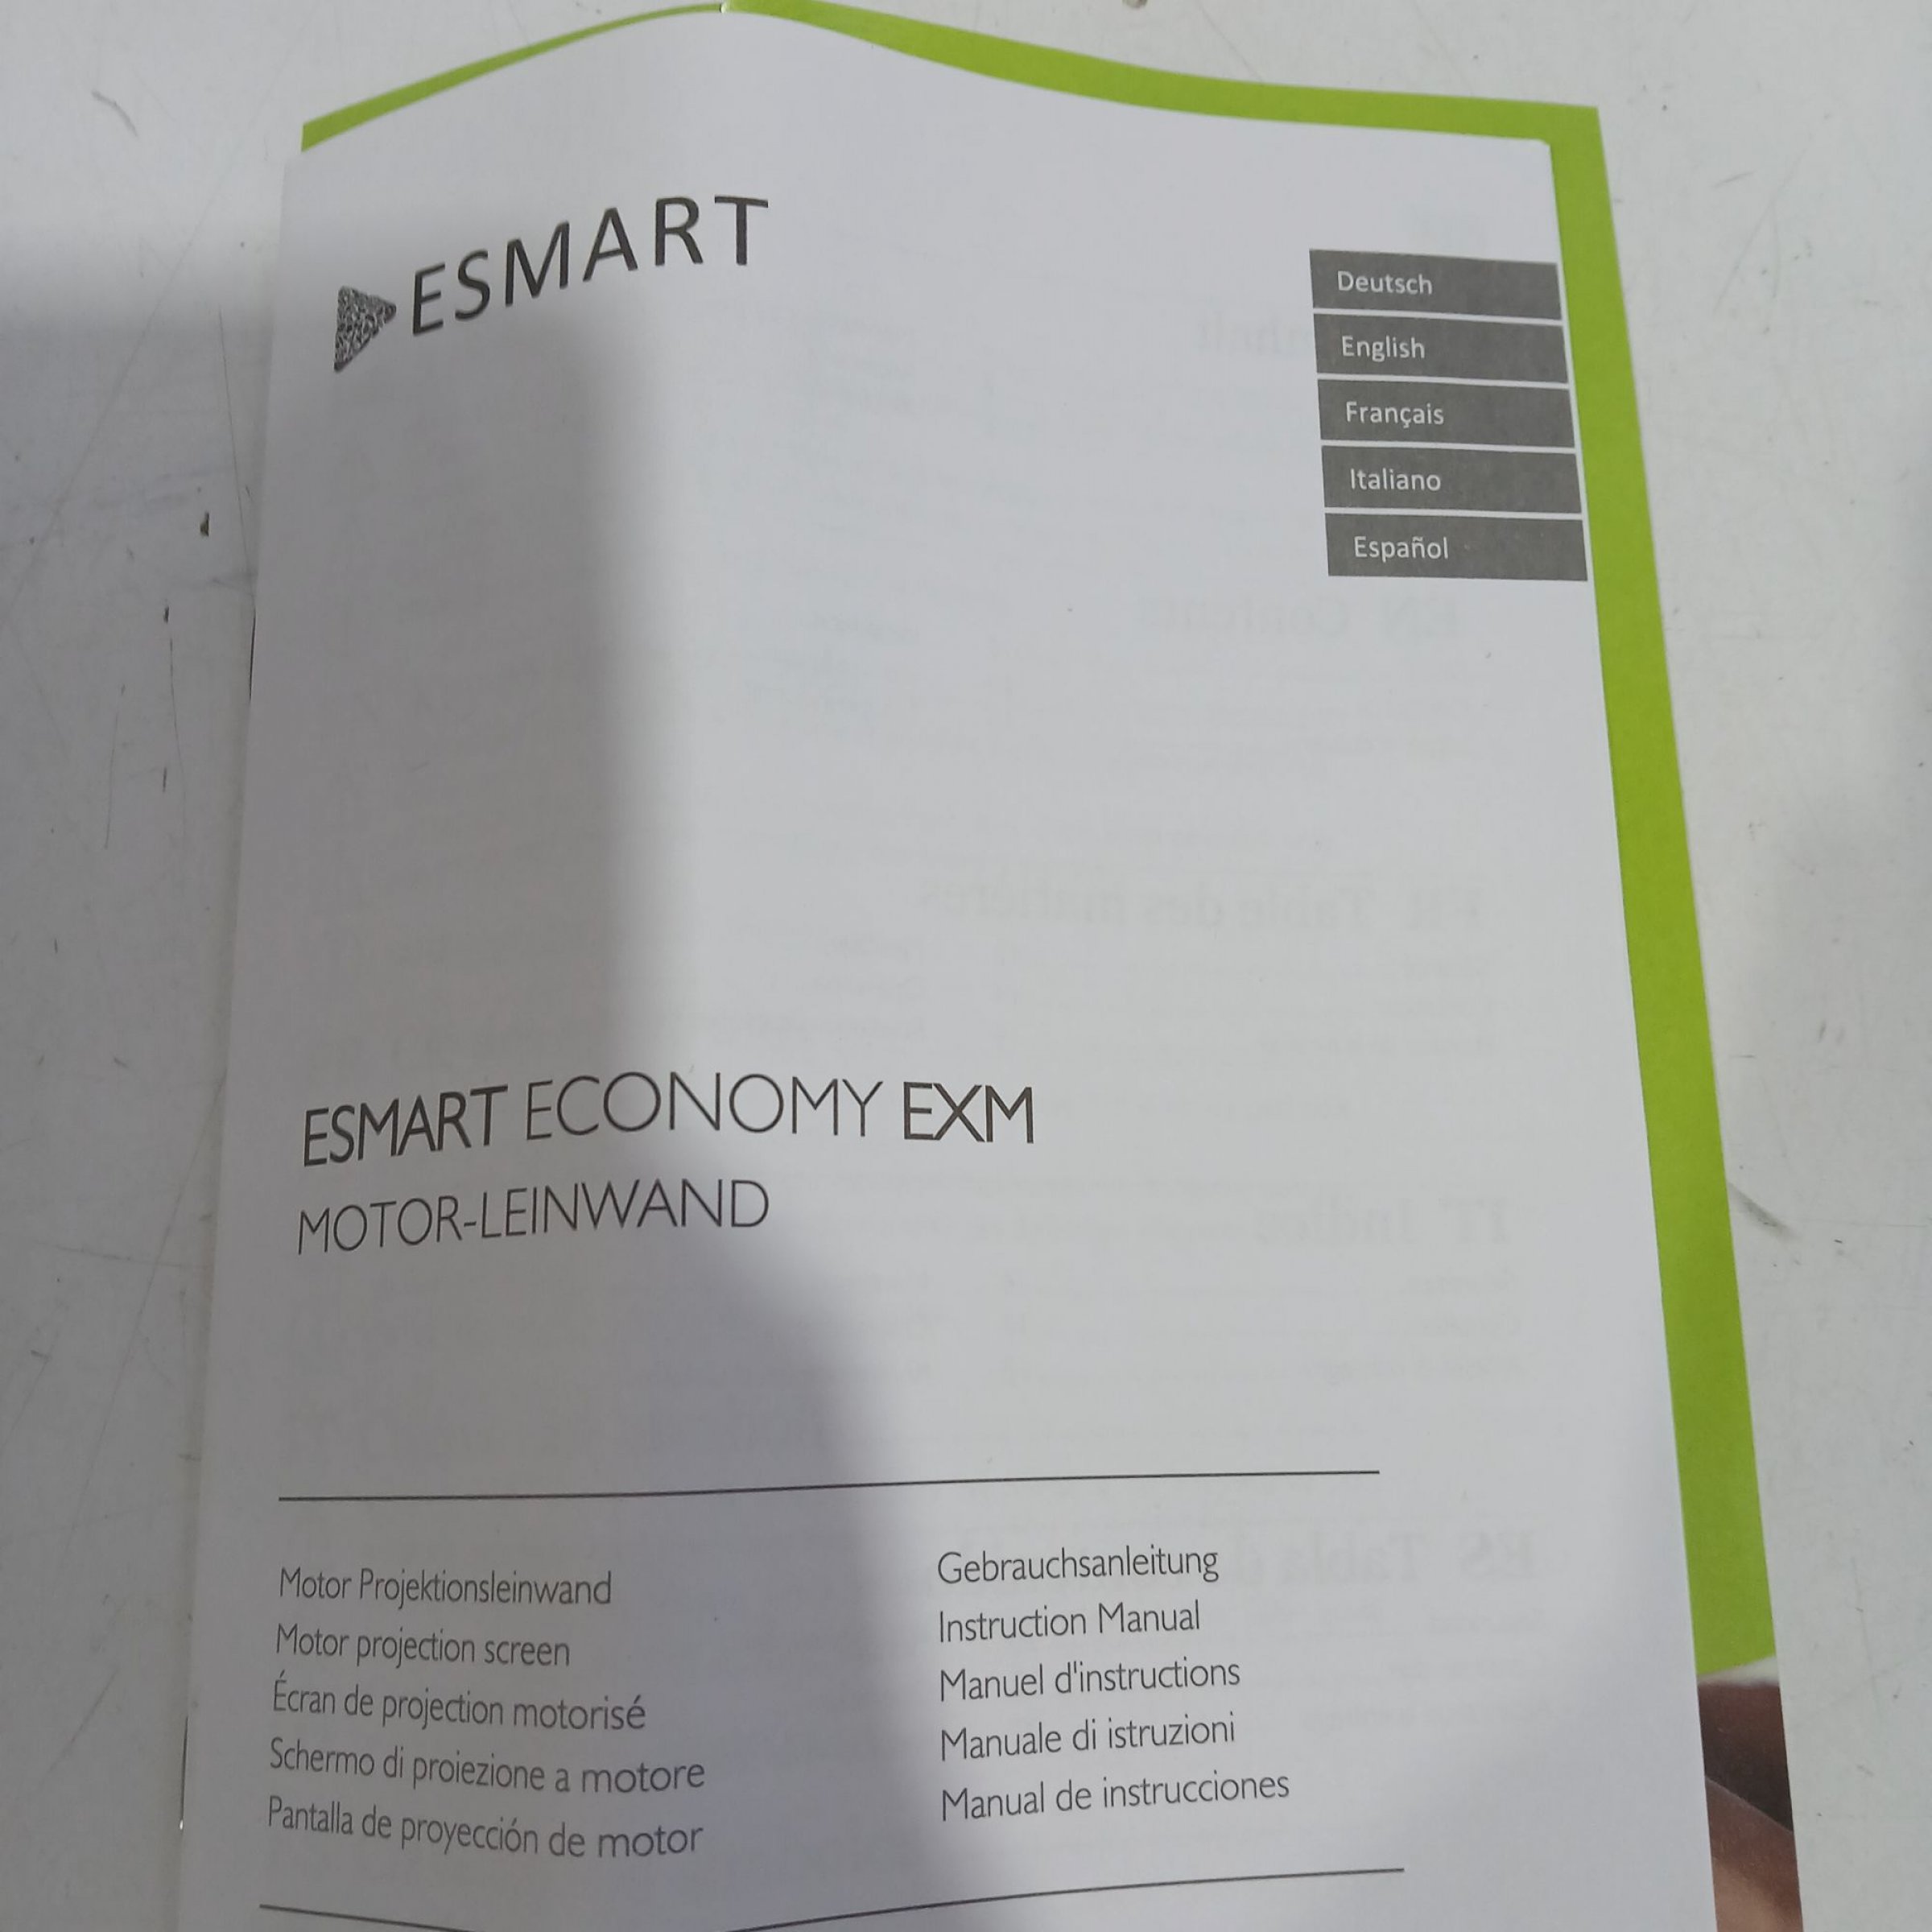 ESMART
Deutsch
English
Français
Italiano
Español
ESMART ECONOMY EXM
MOTOR-LEINWAND
Motor Projektionsleinwand
Motor projection screen
Écran de projection motorisé
Schermo di proiezione a motore
Pantalla de proyección de motor
Gebrauchsanleitung
Instruction Manual
Manuel d'instructions
Manuale di istruzioni
Manual de instrucciones